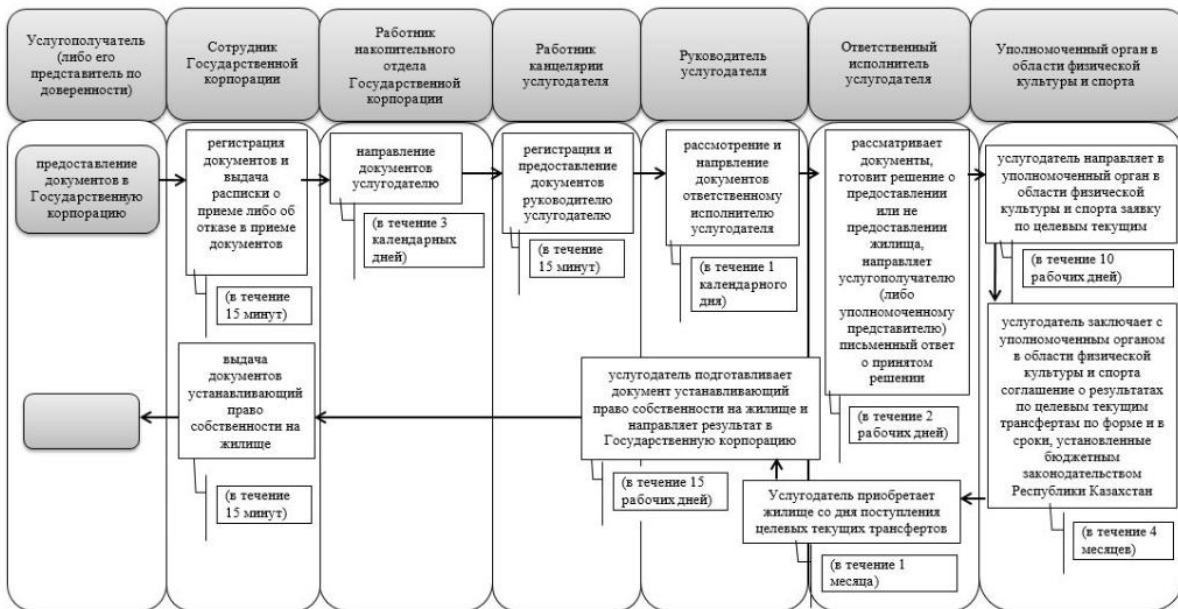 Услугополучатель
(либо его
представитель по
доверенности)
Сотрудник
Государственной
корпорации
Работник
накопительного
отдела
Государственной
корпорации
Работник
канцелярии
услугодателя
Руководитель
услугодателя
Ответственный
исполнитель
услугодателя
Уполномоченный орган в
области физической
культуры и спорта
предоставление
документов в
Государственную
корпорацию
регистрация
документов и
выдача
расписки о
приеме либо об
отказе в приеме
документов
(в течение
15 минут)
направление
документов
услугодателю
(в течение 3
календарных
дней)
регистрация и
предоставление
документов
руководителю
услугодателю
(в течение
15 минут)
рассмотрение и
напрвление
документов
ответственному
исполнителю
услугодателя
(в течение 1
календарного
дня)
рассматривает
документы,
готовит решение о
предоставлении
или не
предоставлении
жилища,
направляет
услугополучателю
(либо
уполномоченному
представителю)
письменный ответ
о принятом
решении
(в течение 2
рабочих дней)
услугодатель направляет в
уполномоченный орган в
области физической
культуры и спорта заявку
по целевым текущим
(в течение 10
рабочих дней)
услугодатель заключает с
уполномоченным органом
в области физической
культуры и спорта
соглашение о результатах
по целевым текущим
трансфертам по форме и в
сроки, установленные
бюджетным
законодательством
Республики Казахстан
(в течение 4
месяцев)
Услугодатель приобретает
жилище со дня поступления
целевых текущих трансфертов
(в течение 1
месяца)
услугодатель подготавливает
документ устанавливающий
право собственности на жилище и
направляет результат в
Государственную корпорацию
(в течение 15
рабочих дней)
выдача
документов
устанавливающий
право
собственности на
жилище
(в течение
15 минут)